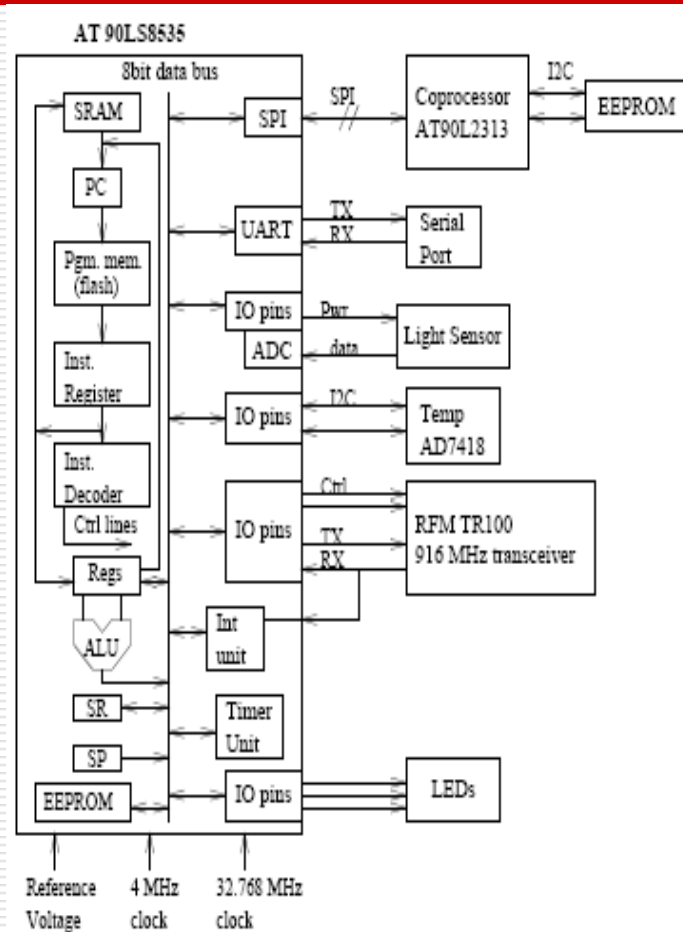 AT 90LS8535
8bit data bus
SRAM
PC
Pgm. mem.
(flash)
Inst.
Register
Inst.
Decoder
Ctrl lines
Regs
ALU
SR
SP
EEPROM
SPI
UART
IO pins
ADC
IO pins
IO pins
Int
unit
Timer
Unit
IO pins
SPI
Coprocessor
AT90L2313
I2C
EEPROM
TX
RX
Serial
Port
Pwr
data
Light Sensor
I2C
Temp
AD7418
Ctrl
TX
RX
RFM TR100
916 MHz transceiver
LEDs
Reference
Voltage
4 MHz
clock
32.768 MHz
clock